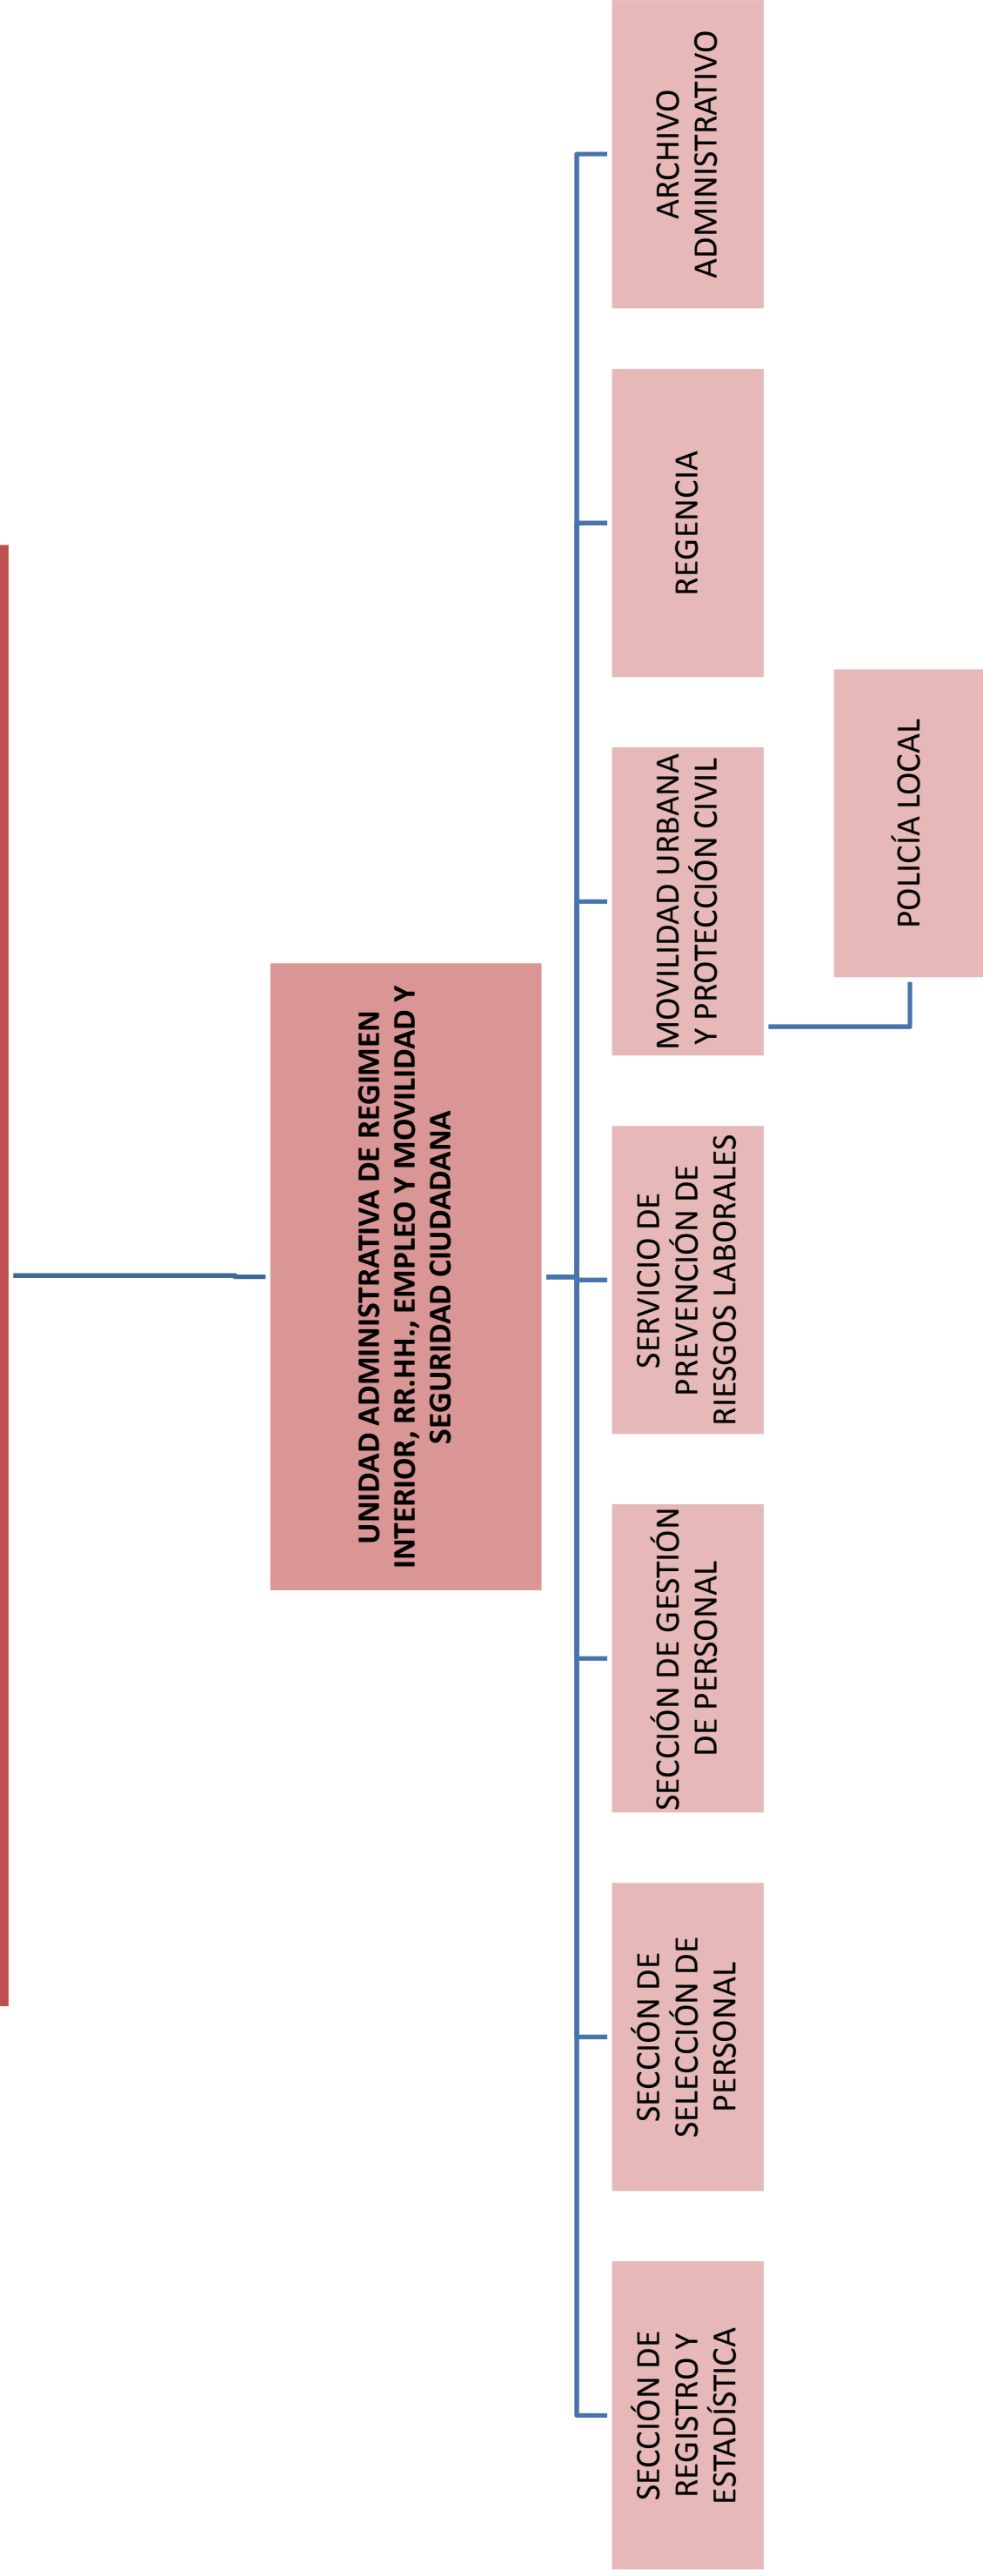 UNIDAD ADMINISTRATIVA DE REGIMEN
INTERIOR, RR.HH., EMPLEO Y MOVILIDAD Y
SEGURIDAD CIUDADANA
SECCIÓN DE
REGISTRO Y
ESTADÍSTICA
SECCIÓN DE
SELECCIÓN DE
PERSONAL
SECCIÓN DE GESTIÓN
DE PERSONAL
SERVICIO DE
PREVENCIÓN DE
RIESGOS LABORALES
MOVILIDAD URBANA
Y PROTECCIÓN CIVIL
REGENCIA
ARCHIVO
ADMINISTRATIVO
POLICÍA LOCAL